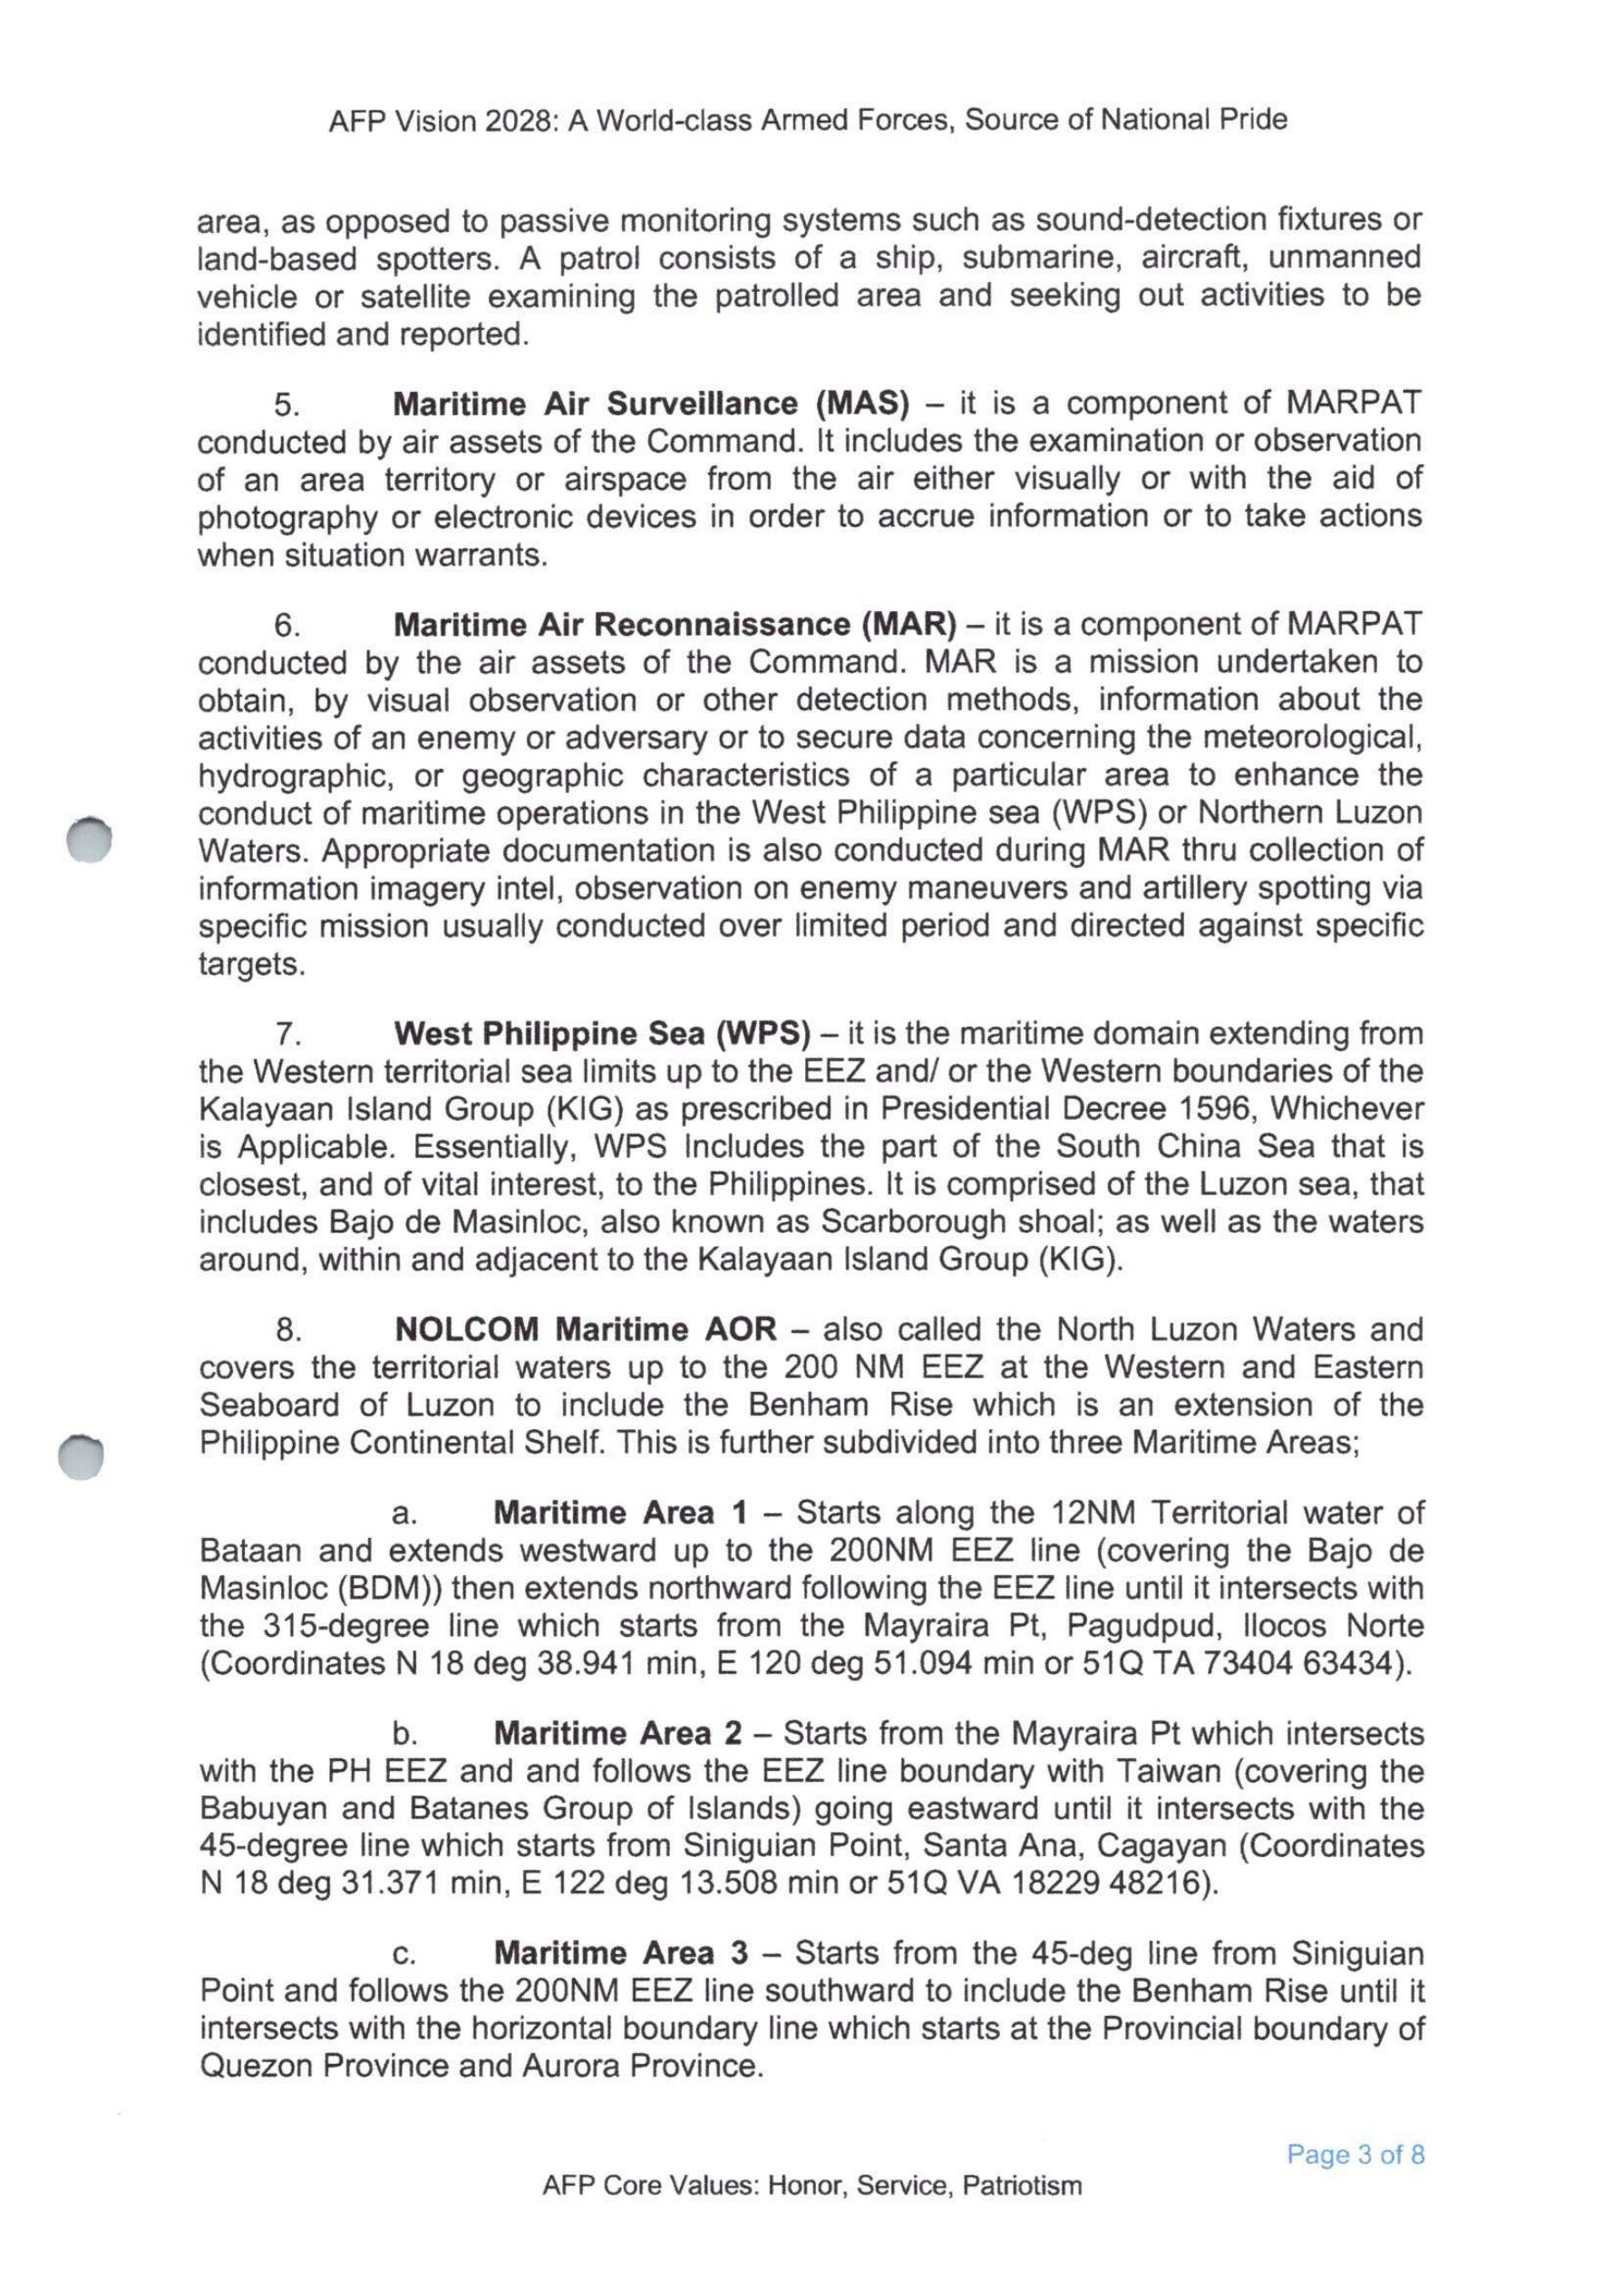 AFP Vision 2028: A World-class Armed Forces, Source of National Pride
area, as opposed to passive monitoring systems such as sound-detection fixtures or
land-based spotters. A patrol consists of a ship, submarine, aircraft, unmanned
vehicle or satellite examining the patrolled area and seeking out activities to be
identified and reported.
5. Maritime Air Surveillance (MAS) – it is a component of MARPAT
conducted by air assets of the Command. It includes the examination or observation
of an area territory or airspace from the air either visually or with the aid of
photography or electronic devices in order to accrue information or to take actions
when situation warrants.
6. Maritime Air Reconnaissance (MAR) – it is a component of MARPAT
conducted by the air assets of the Command. MAR is a mission undertaken to
obtain, by visual observation or other detection methods, information about the
activities of an enemy or adversary or to secure data concerning the meteorological,
hydrographic, or geographic characteristics of a particular area to enhance the
conduct of maritime operations in the West Philippine sea (WPS) or Northern Luzon
Waters. Appropriate documentation is also conducted during MAR thru collection of
information imagery intel, observation on enemy maneuvers and artillery spotting via
specific mission usually conducted over limited period and directed against specific
targets.
7. West Philippine Sea (WPS) – it is the maritime domain extending from
the Western territorial sea limits up to the EEZ and/ or the Western boundaries of the
Kalayaan Island Group (KIG) as prescribed in Presidential Decree 1596, Whichever
is Applicable. Essentially, WPS Includes the part of the South China Sea that is
closest, and of vital interest, to the Philippines. It is comprised of the Luzon sea, that
includes Bajo de Masinloc, also known as Scarborough shoal; as well as the waters
around, within and adjacent to the Kalayaan Island Group (KIG).
8. NOLCOM Maritime AOR – also called the North Luzon Waters and
covers the territorial waters up to the 200 NM EEZ at the Western and Eastern
Seaboard of Luzon to include the Benham Rise which is an extension of the
Philippine Continental Shelf. This is further subdivided into three Maritime Areas;
a. Maritime Area 1 – Starts along the 12NM Territorial water of
Bataan and extends westward up to the 200NM EEZ line (covering the Bajo de
Masinloc (BDM)) then extends northward following the EEZ line until it intersects with
the 315-degree line which starts from the Mayraira Pt, Pagudpud, Ilocos Norte
(Coordinates N 18 deg 38.941 min, E 120 deg 51.094 min or 51Q TA 73404 63434).
b. Maritime Area 2 – Starts from the Mayraira Pt which intersects
with the PH EEZ and and follows the EEZ line boundary with Taiwan (covering the
Babuyan and Batanes Group of Islands) going eastward until it intersects with the
45-degree line which starts from Siniguian Point, Santa Ana, Cagayan (Coordinates
N 18 deg 31.371 min, E 122 deg 13.508 min or 51Q VA 18229 48216).
c. Maritime Area 3 – Starts from the 45-deg line from Siniguian
Point and follows the 200NM EEZ line southward to include the Benham Rise until it
intersects with the horizontal boundary line which starts at the Provincial boundary of
Quezon Province and Aurora Province.
Page 3 of 8
AFP Core Values: Honor, Service, Patriotism